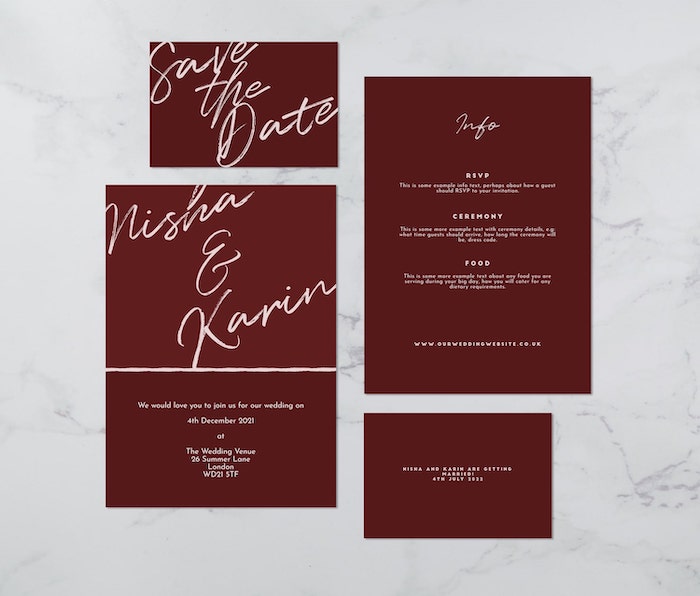 Save
the
Date
Nisha
&
Karin
We would love you to join us for our wedding on
4th December 2021
at
The Wedding Venue
26 Summer Lane
London
WD21 5TF
Info
RSVP
This is some example info text, perhaps about how a guest
should RSVP to your invitation.
CEREMONY
This is some more example text with ceremony details, e.g:
what time guests should arrive, how long the ceremony will
be, dress code.
FOOD
This is some more example text about any food you are
serving during your big day, how you will cater for any
dietary requirements.
WWW.OURWEDDINGWEBSITE.CO.UK
NISHA AND KARIN ARE GETTING
MARRIED!
4TH JULY 2022